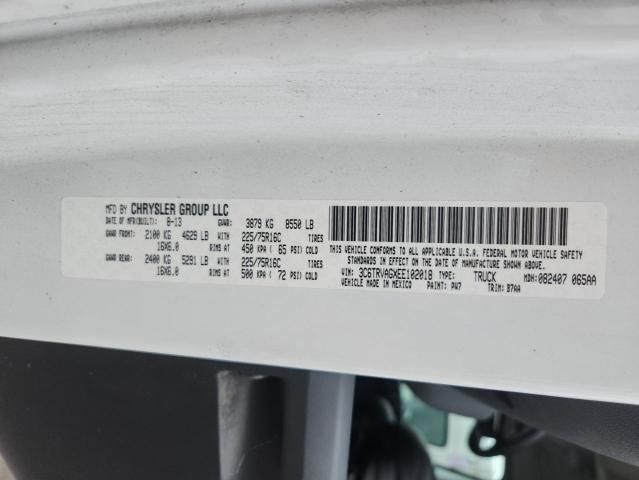 MFD BY CHRYSLER GROUP LLC
DATE OF MFR(BUILT): 8-13 GVWR: 3879 KG 8550 LB
GAWR FRONT: 2100 KG 4629 LB WITH 225/75R16C TIRES
16X6.0 RIMS AT 450 KPA ( 65 PSI) COLD
GAWR REAR: 2400 KG 5291 LB WITH 225/75R16C TIRES
16X6.0 RIMS AT 500 KPA ( 72 PSI) COLD
THIS VEHICLE CONFORMS TO ALL APPLICABLE U.S.A. FEDERAL MOTOR VEHICLE SAFETY
STANDARDS IN EFFECT ON THE DATE OF MANUFACTURE SHOWN ABOVE.
VIN: 3C6TRVAGXEE102018 TYPE: TRUCK MDH: 082407 065AA
VEHICLE MADE IN MEXICO PAINT: PW7 TRIM: B7AA